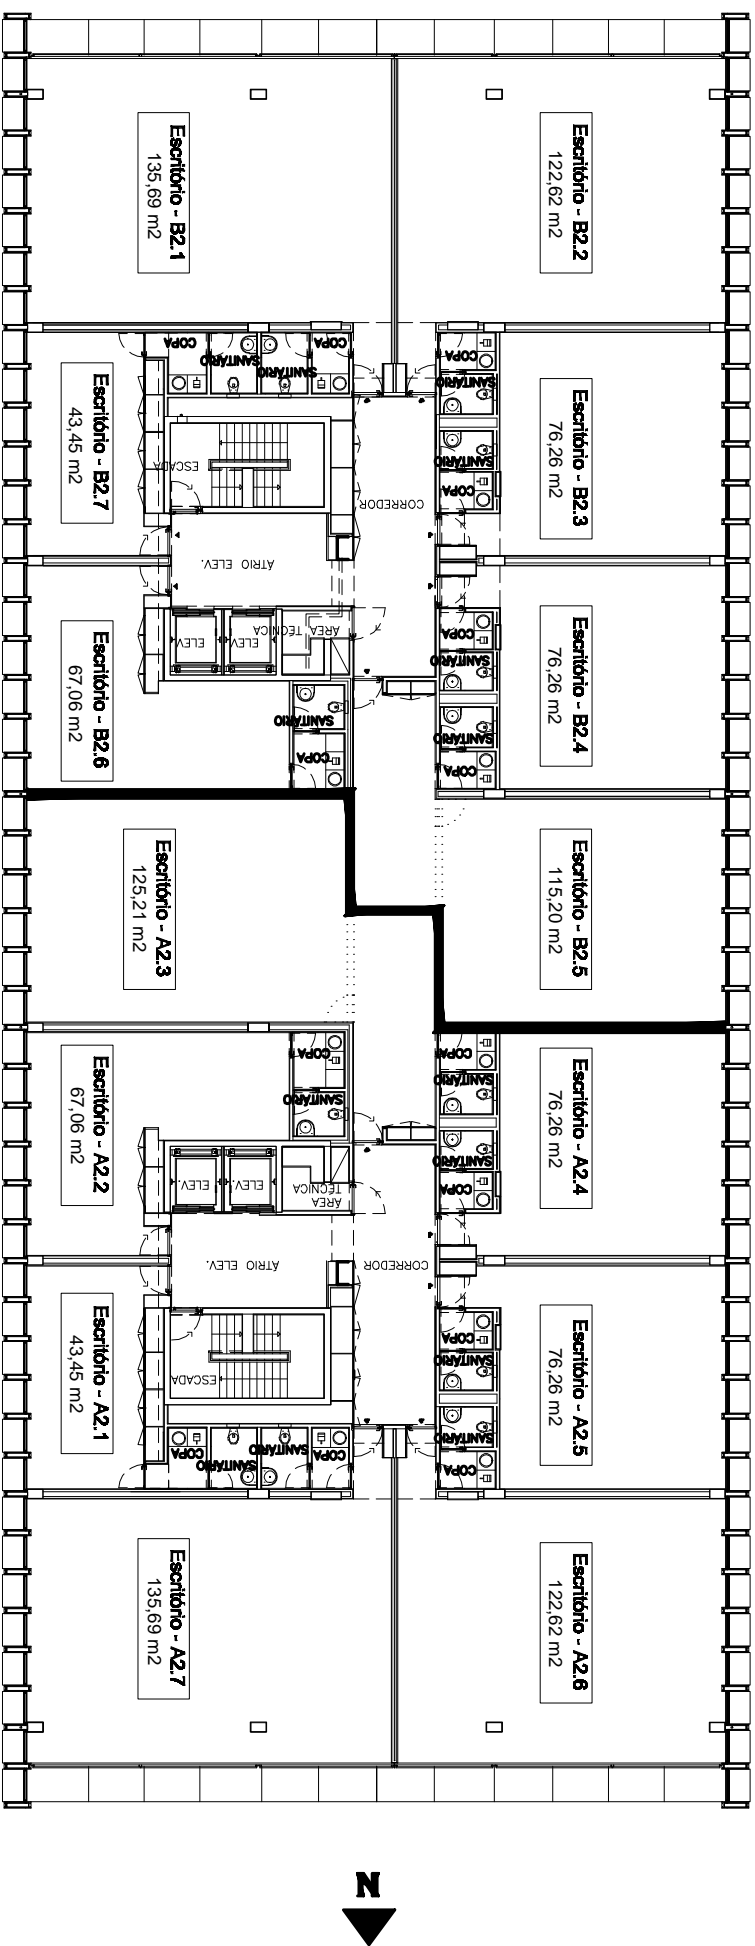 Escritório - B2.1
135,69 m2
Escritório - B2.2
122,62 m2
COPA
SANITÁRIO
SANITÁRIO
COPA
COPA
SANITÁRIO
Escritório - B2.7
43,45 m2
Escritório - B2.3
76,26 m2
ESCADA
SANITÁRIO
COPA
CORREDOR
ATRIO ELEV.
ELEV.
ELEV.
ÁREA TÉCNICA
COPA
SANITÁRIO
Escritório - B2.6
67,06 m2
Escritório - B2.4
76,26 m2
SANITÁRIO
COPA
SANITÁRIO
COPA
Escritório - A2.3
125,21 m2
Escritório - B2.5
115,20 m2
COPA
SANITÁRIO
COPA
SANITÁRIO
Escritório - A2.2
67,06 m2
Escritório - A2.4
76,26 m2
SANITÁRIO
COPA
ELEV.
ELEV.
ÁREA
TÉCNICA
ATRIO ELEV.
CORREDOR
Escritório - A2.1
43,45 m2
Escritório - A2.5
76,26 m2
COPA
SANITÁRIO
ESCADA
SANITÁRIO
COPA
COPA
SANITÁRIO
SANITÁRIO
COPA
Escritório - A2.7
135,69 m2
Escritório - A2.6
122,62 m2
N